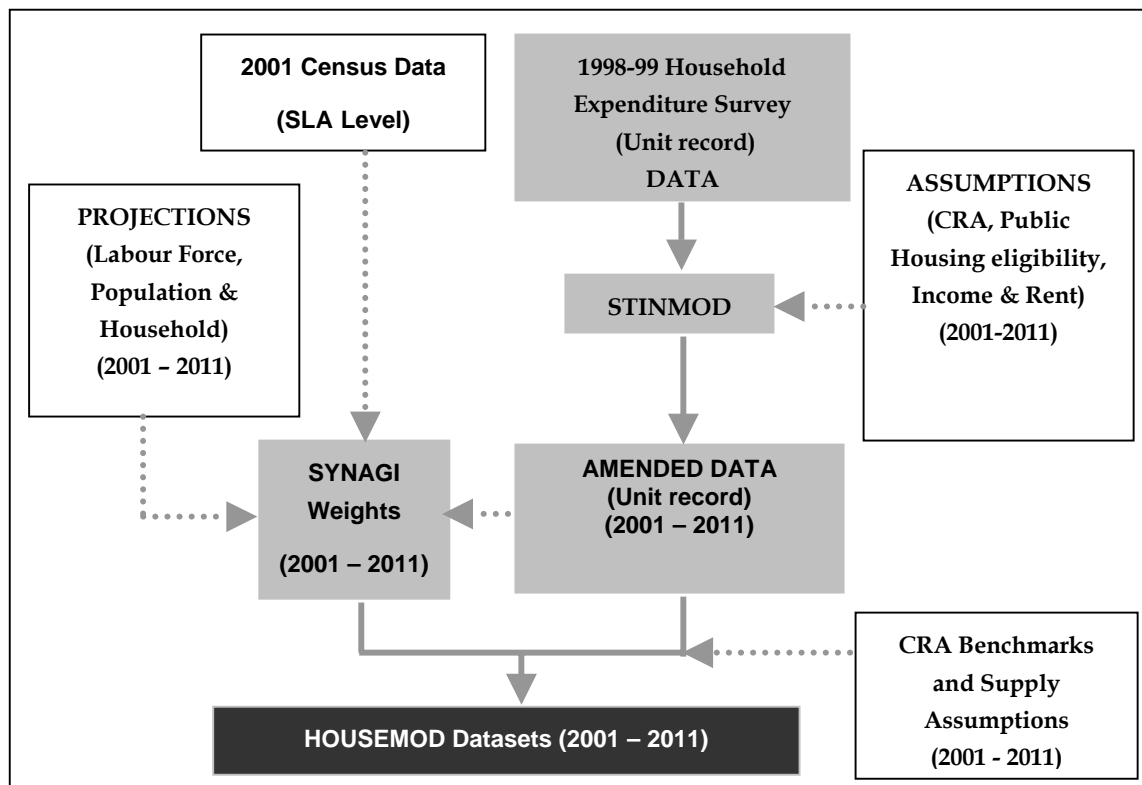 2001 Census Data
(SLA Level)
1998-99 Household
Expenditure Survey
(Unit record)
DATA
PROJECTIONS
(Labour Force,
Population &
Household)
(2001 – 2011)
ASSUMPTIONS
(CRA, Public
Housing eligibility,
Income & Rent)
(2001-2011)
STINMOD
SYNAGI
Weights
(2001 – 2011)
AMENDED DATA
(Unit record)
(2001 – 2011)
CRA Benchmarks
and Supply
Assumptions
(2001 - 2011)
HOUSEMOD Datasets (2001 – 2011)